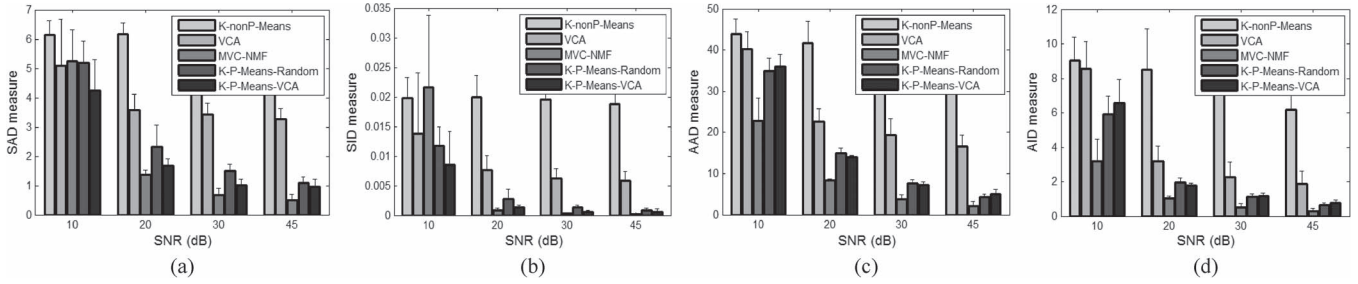 7
6
5
4
3
2
1
0
SAD measure
K-nonP-Means
VCA
MVC-NMF
K-P-Means-Random
K-P-Means-VCA
10 20 30 45
SNR (dB)
(a)
0.035
0.03
0.025
0.02
0.015
0.01
0.005
0
SID measure
K-nonP-Means
VCA
MVC-NMF
K-P-Means-Random
K-P-Means-VCA
10 20 30 45
SNR (dB)
(b)
50
40
30
20
10
0
AAD measure
K-nonP-Means
VCA
MVC-NMF
K-P-Means-Random
K-P-Means-VCA
10 20 30 45
SNR (dB)
(c)
12
10
8
6
4
2
0
AID measure
K-nonP-Means
VCA
MVC-NMF
K-P-Means-Random
K-P-Means-VCA
10 20 30 45
SNR (dB)
(d)